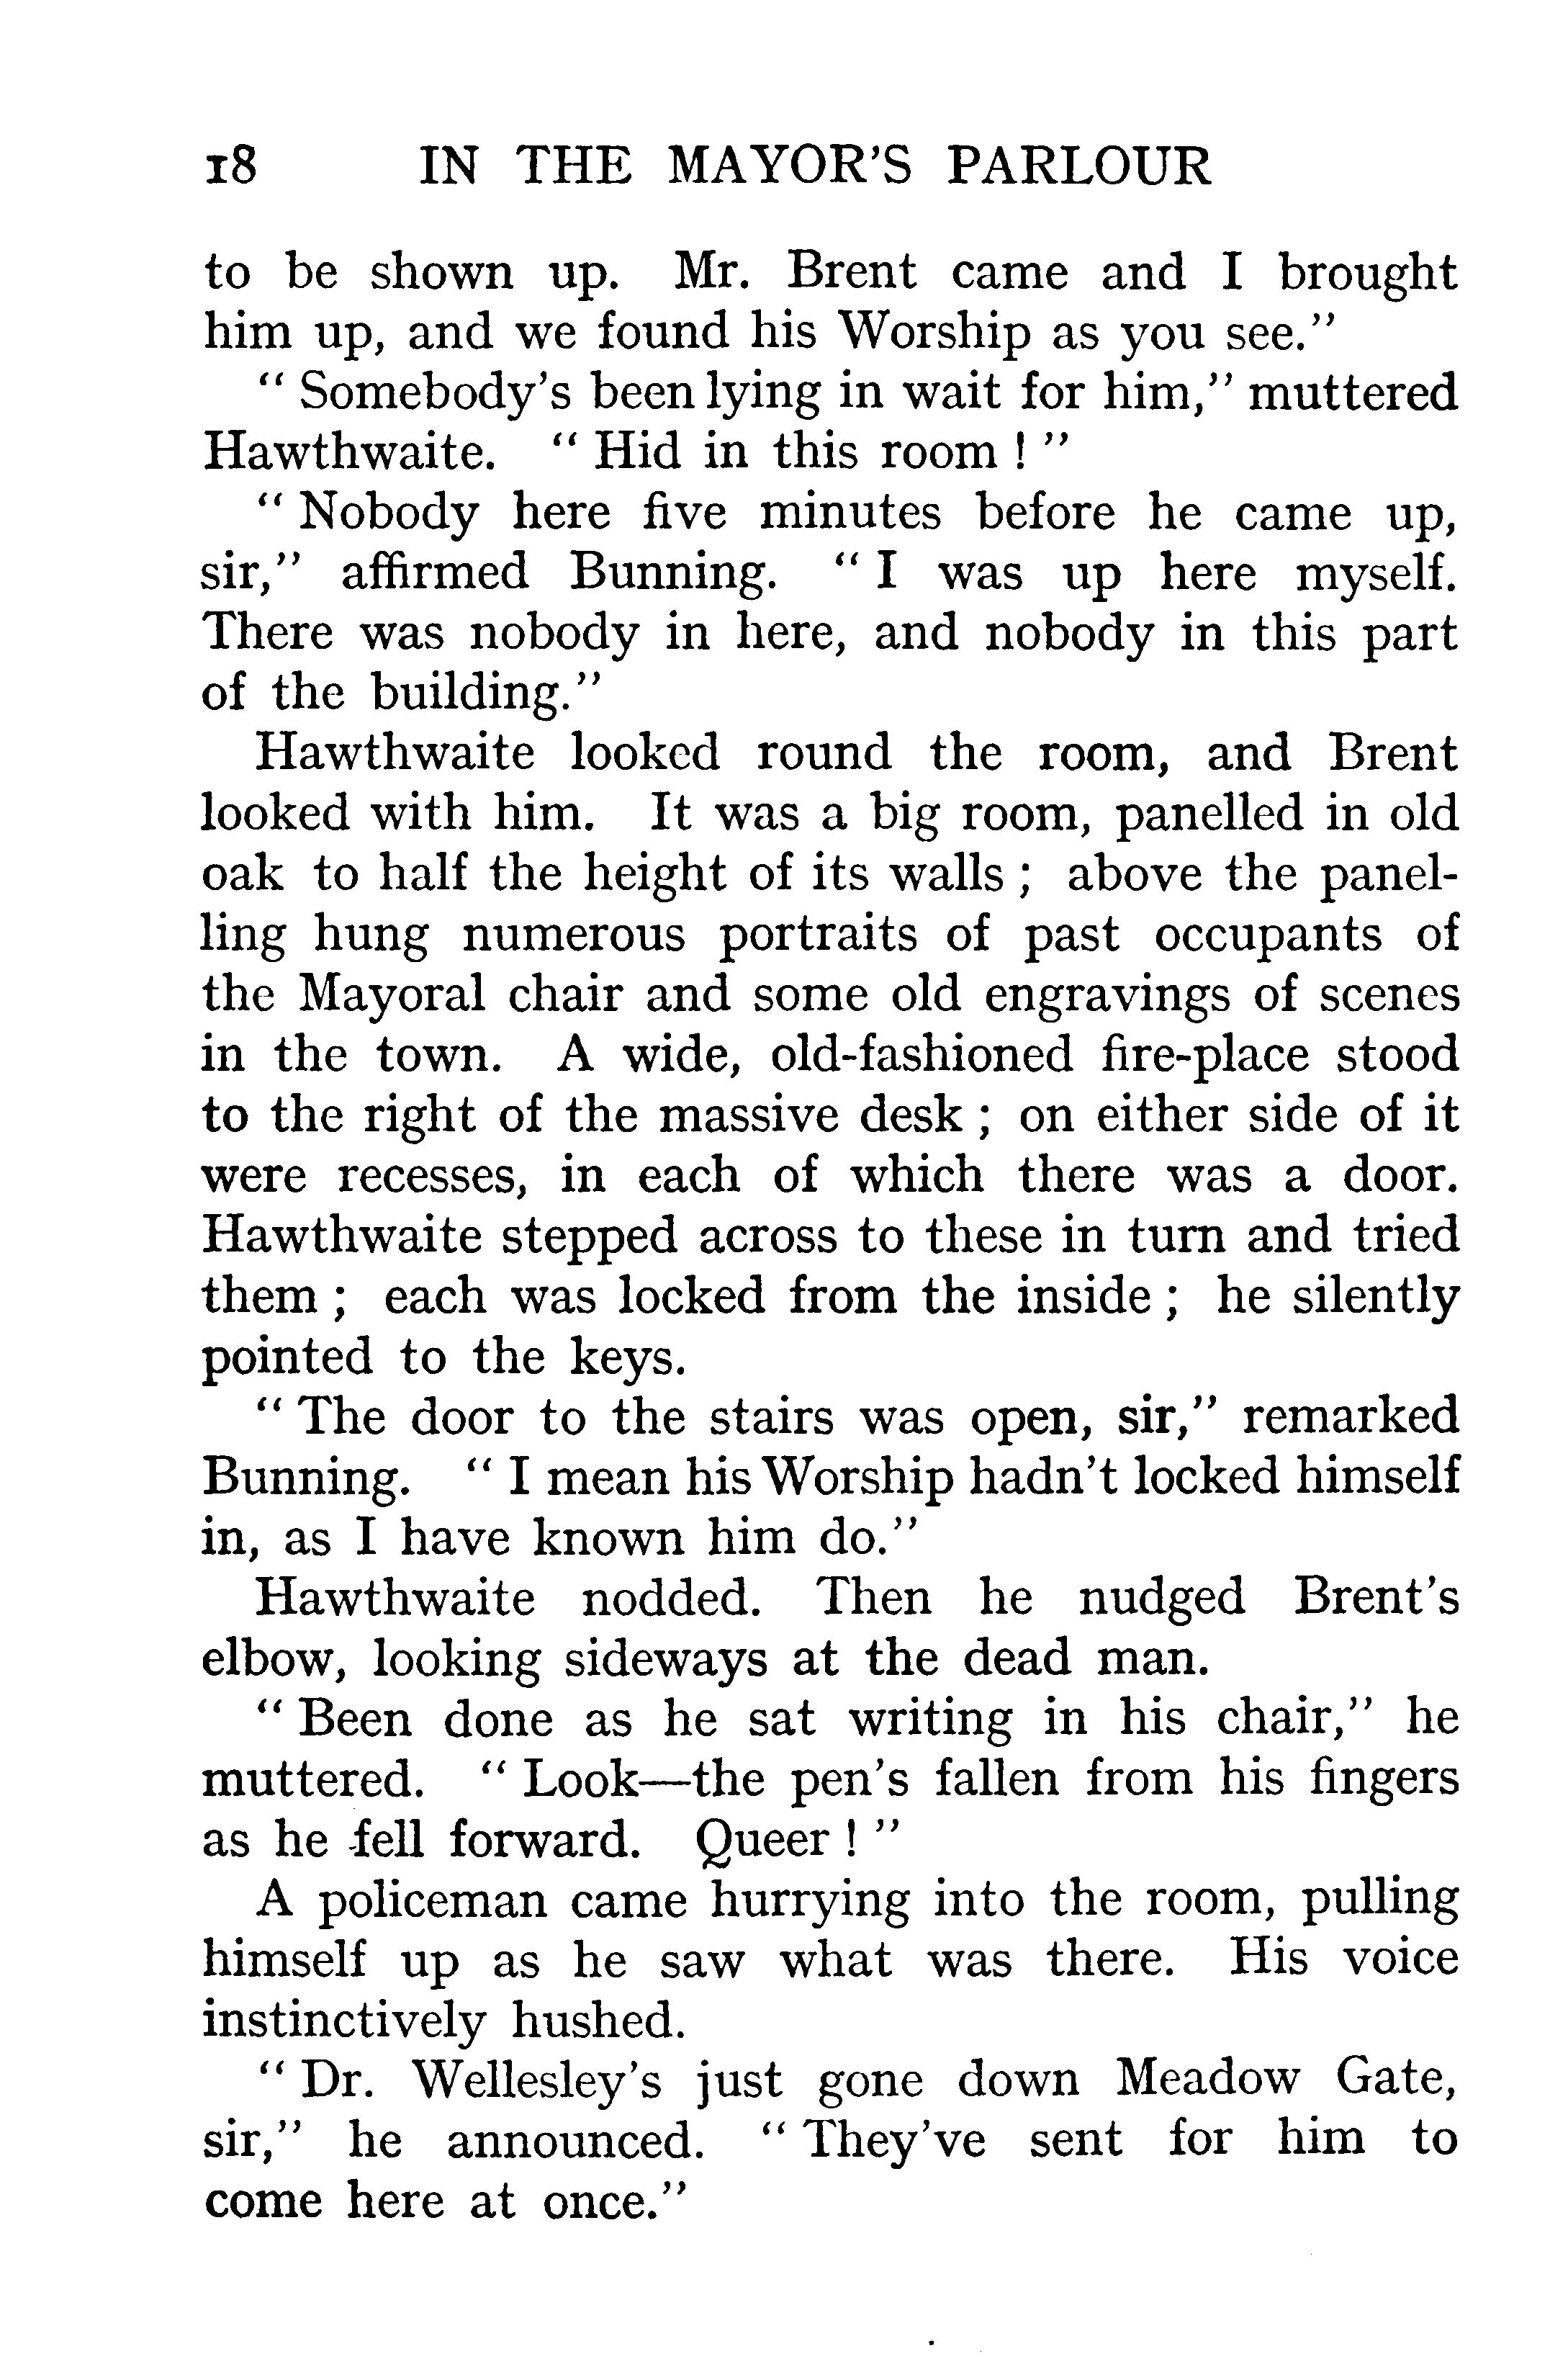 18 IN THE MAYOR'S PARLOUR
to be shown up. Mr. Brent came and I brought
him up, and we found his Worship as you see."
" Somebody's been lying in wait for him," muttered
Hawthwaite. " Hid in this room ! "
" Nobody here five minutes before he came up,
sir," affirmed Bunning. " I was up here myself.
There was nobody in here, and nobody in this part
of the building."
Hawthwaite looked round the room, and Brent
looked with him. It was a big room, panelled in old
oak to half the height of its walls ; above the panel-
ling hung numerous portraits of past occupants of
the Mayoral chair and some old engravings of scenes
in the town. A wide, old-fashioned fire-place stood
to the right of the massive desk ; on either side of it
were recesses, in each of which there was a door.
Hawthwaite stepped across to these in turn and tried
them ; each was locked from the inside ; he silently
pointed to the keys.
" The door to the stairs was open, sir," remarked
Bunning. " I mean his Worship hadn't locked himself
in, as I have known him do."
Hawthwaite nodded. Then he nudged Brent's
elbow, looking sideways at the dead man.
" Been done as he sat writing in his chair," he
muttered. " Look—the pen's fallen from his fingers
as he fell forward. Queer ! "
A policeman came hurrying into the room, pulling
himself up as he saw what was there. His voice
instinctively hushed.
" Dr. Wellesley's just gone down Meadow Gate,
sir," he announced. " They've sent for him to
come here at once."